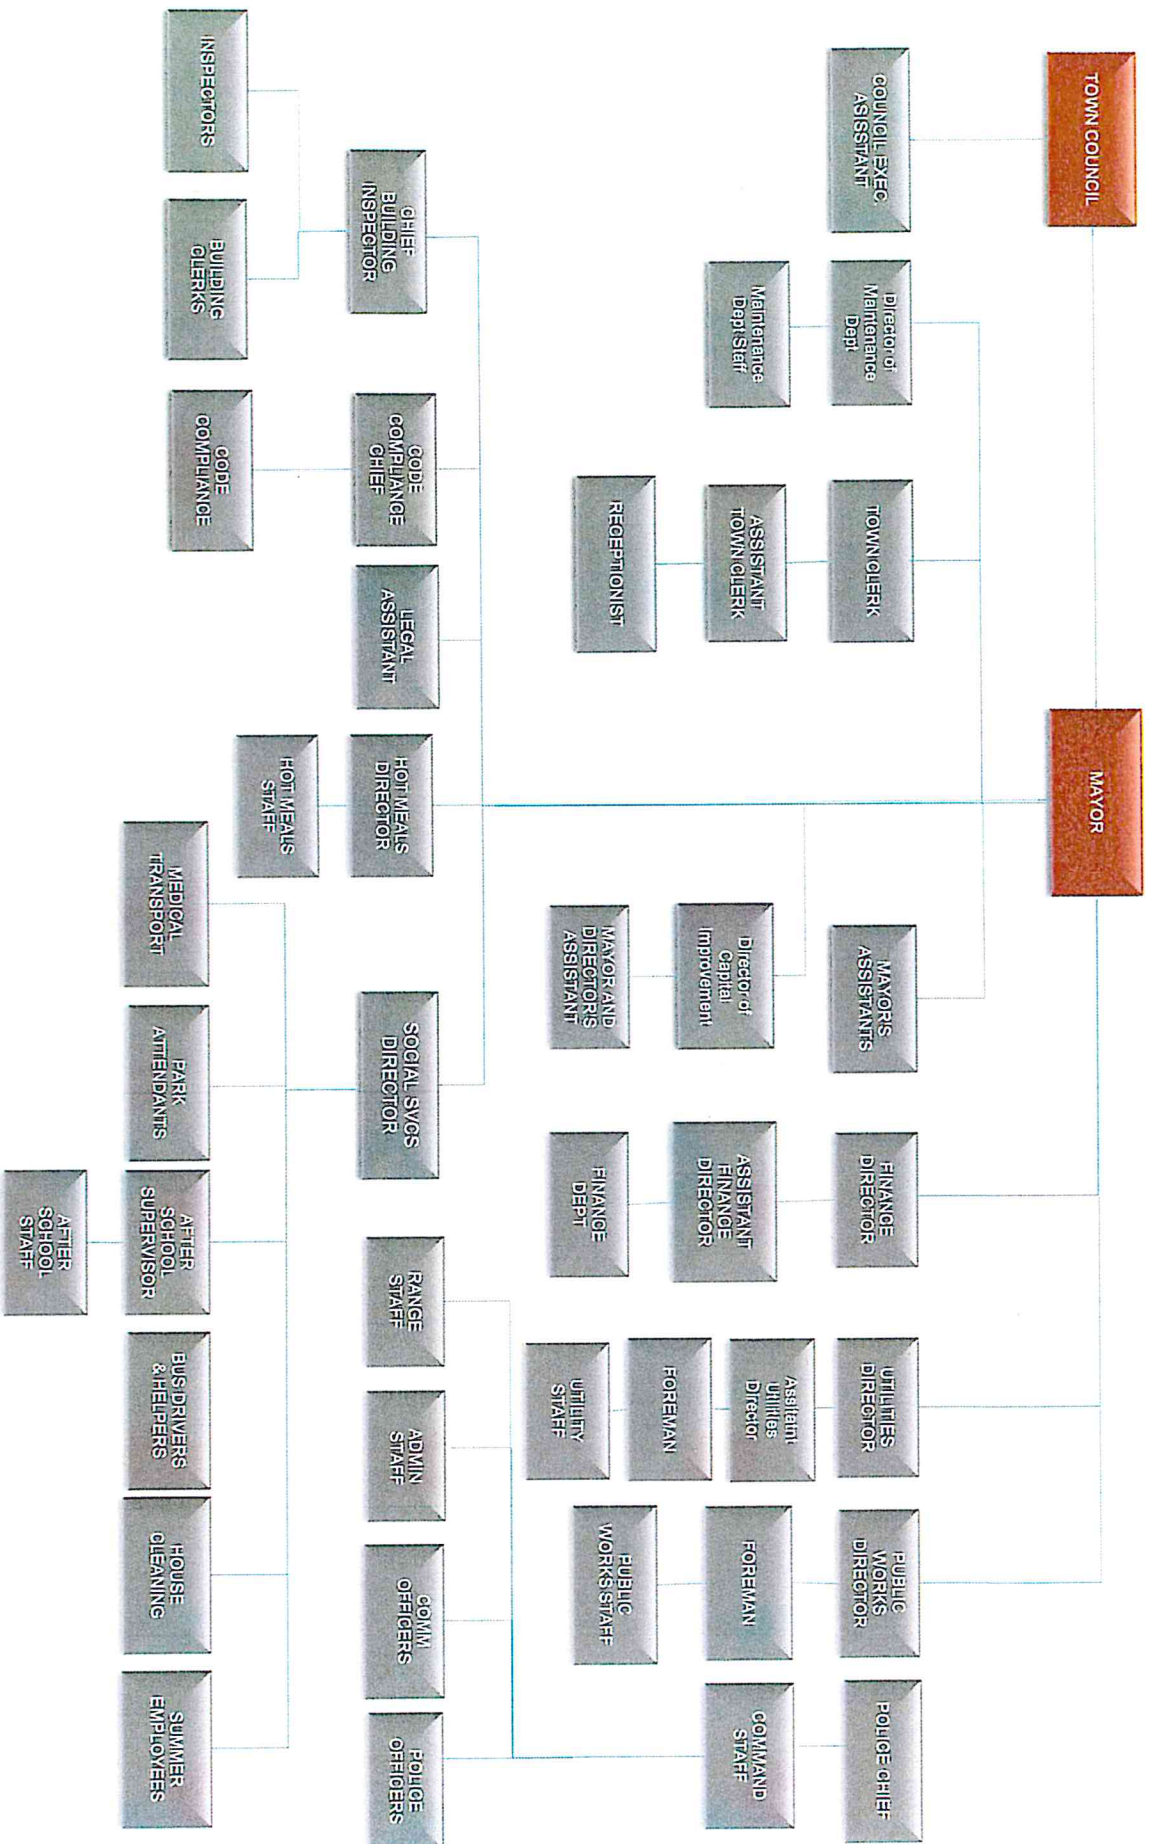 TOWN COUNCIL
MAYOR
COUNCIL EXEC.
ASISSTANT
Director of
Maintenance
Dept
TOWN CLERK
MAYOR'S
ASSISTANTS
FINANCE
DIRECTOR
UTILITIES
DIRECTOR
PUBLIC
WORKS
DIRECTOR
POLICE CHIEF
Maintenance
Dept Staff
ASSISTANT
TOWN CLERK
Director of
Capital
Improvement
ASSISTANT
FINANCE
DIRECTOR
Assitaint
Utilities
Director
FOREMAN
COMMAND
STAFF
RECEPTIONIST
MAYOR AND
DIRECTOR'S
ASSISTANT
FINANCE
DEPT
FOREMAN
PUBLIC
WORKS STAFF
UTILITY
STAFF
CHIEF
BUILDING
INSPECTOR
CODE
COMPLIANCE
CHIEF
LEGAL
ASSISTANT
HOT MEALS
DIRECTOR
SOCIAL SVCS
DIRECTOR
RANGE
STAFF
ADMIN
STAFF
COMM
OFFICERS
POLICE
OFFICERS
INSPECTORS
BUILDING
CLERKS
CODE
COMPLIANCE
HOT MEALS
STAFF
MEDICAL
TRANSPORT
PARK
ATTENDANTS
AFTER
SCHOOL
SUPERVISOR
BUS DRIVERS
& HELPERS
HOUSE
CLEANING
SUMMER
EMPLOYEES
AFTER
SCHOOL
STAFF